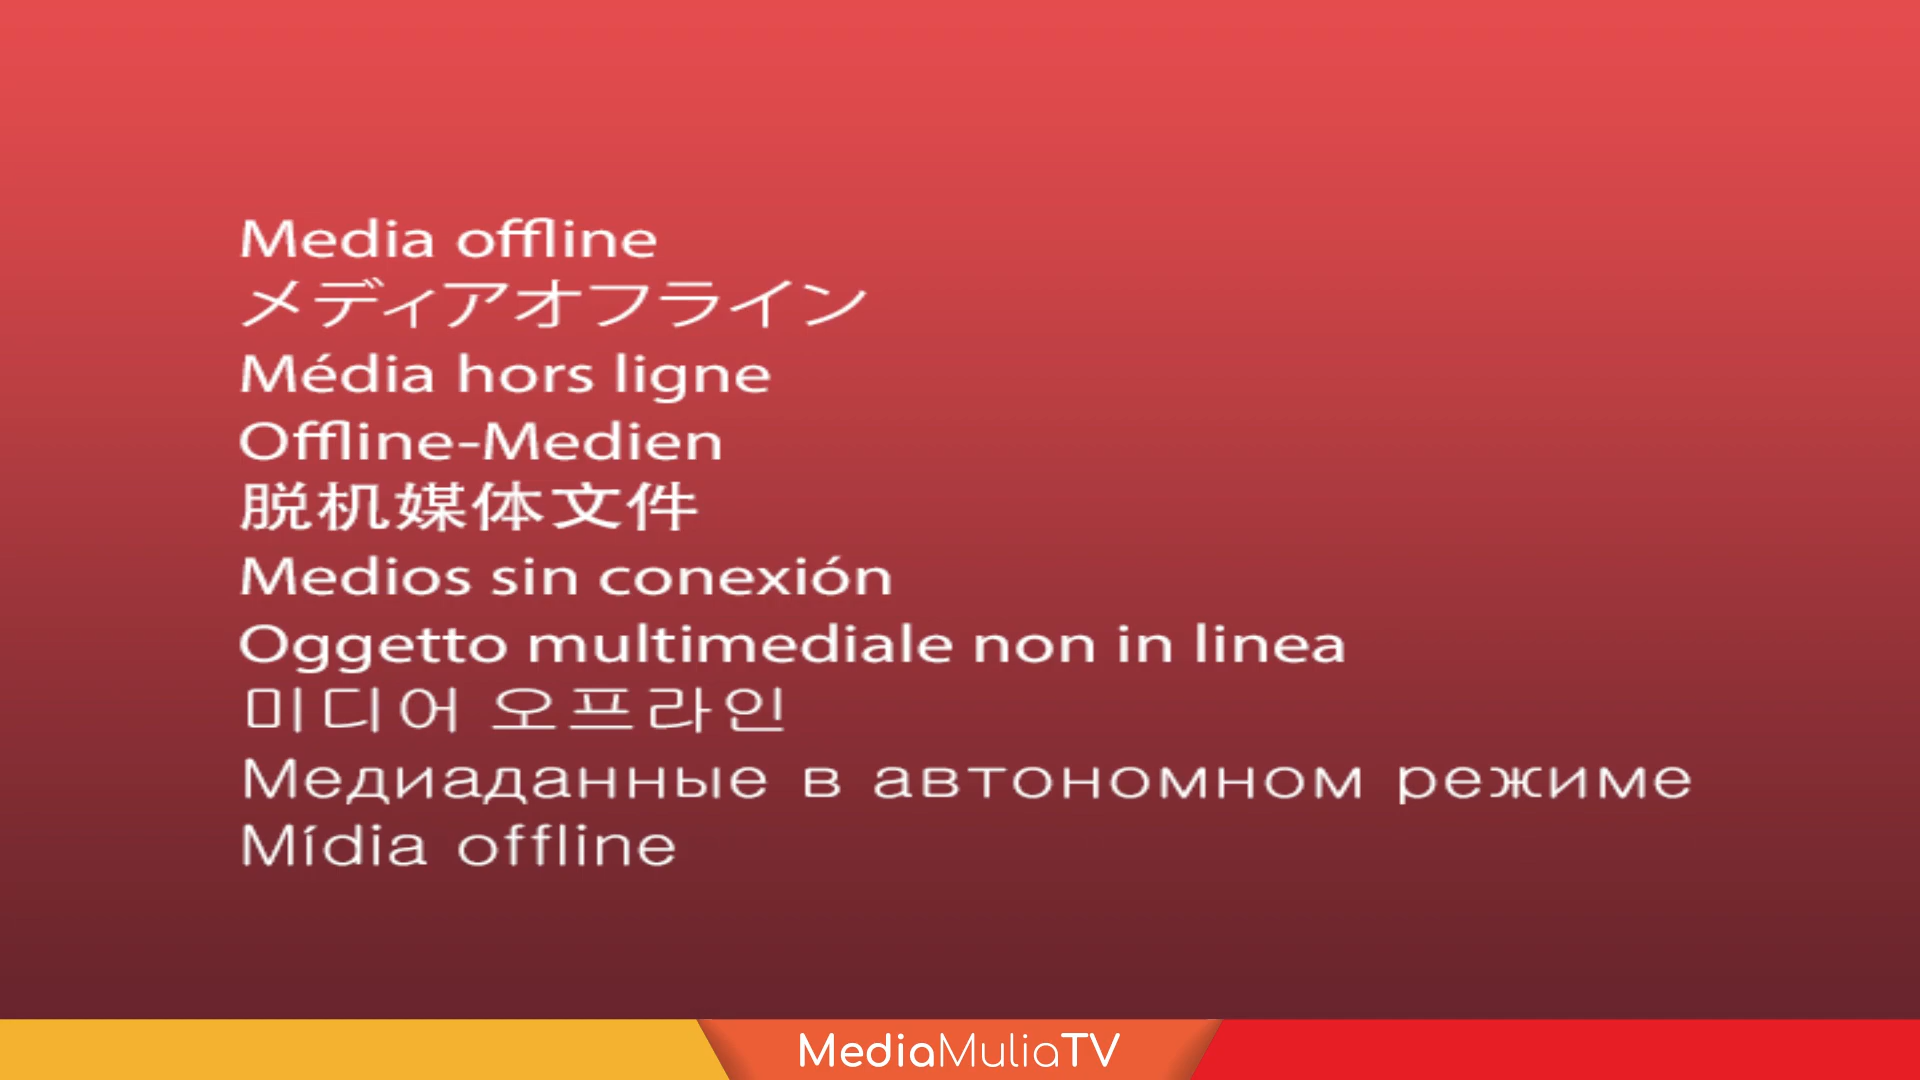 Media offline
メディアオフライン
Média hors ligne
Offline-Medien
脱机媒体文件
Medios sin conexión
Oggetto multimediale non in linea
미디어 오프라인
Медиаданные в автономном режиме
Mídia offline
MediaMuliaTV